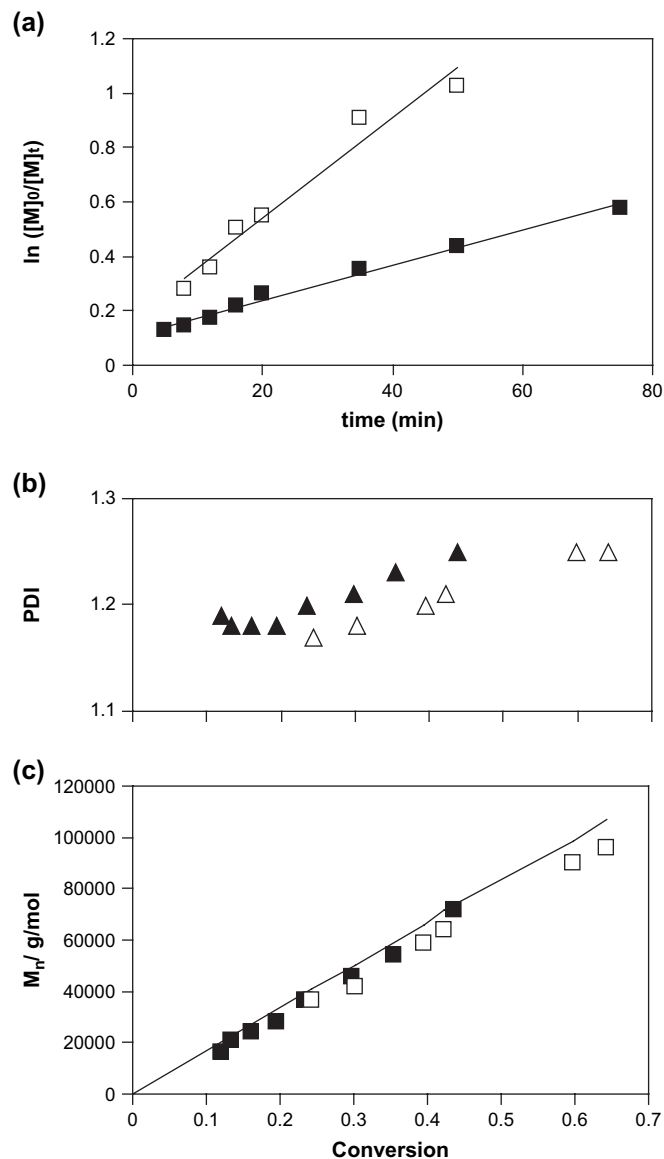 (a)
1.2
1
0.8
0.6
0.4
0.2
0
ln ([M]0/[M]t)
0 20 40 60 80
time (min)
(b)
1.3
1.2
1.1
PDI
(c)
120000
100000
80000
60000
40000
20000
0
Mn/ g/mol
0 0.1 0.2 0.3 0.4 0.5 0.6 0.7
Conversion